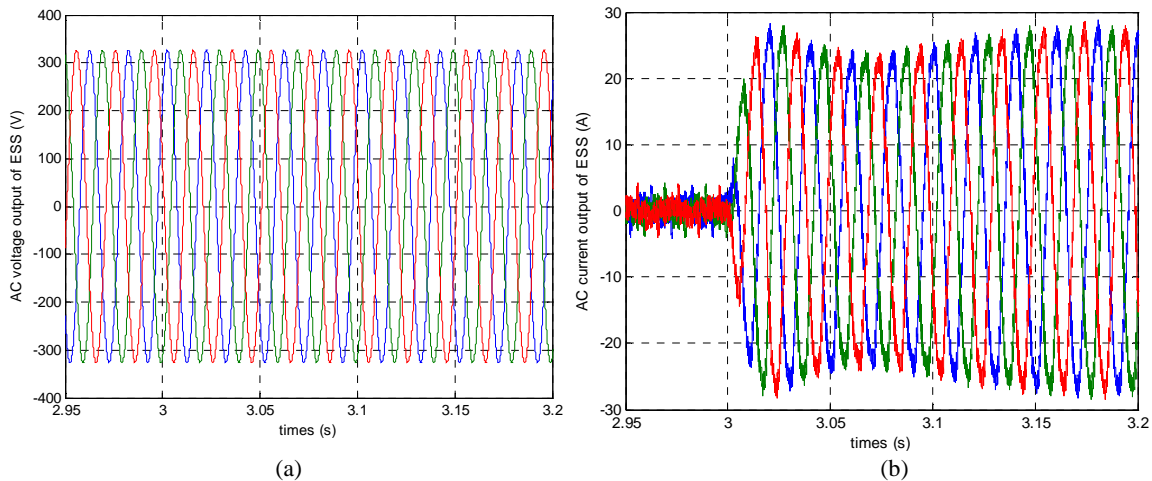 400
300
200
100
0
-100
-200
-300
-400
AC voltage output of ESS (V)
2.95 3 3.05 3.1 3.15 3.2
times (s)
(a)
30
20
10
0
-10
-20
-30
AC current output of ESS (A)
2.95 3 3.05 3.1 3.15 3.2
times (s)
(b)